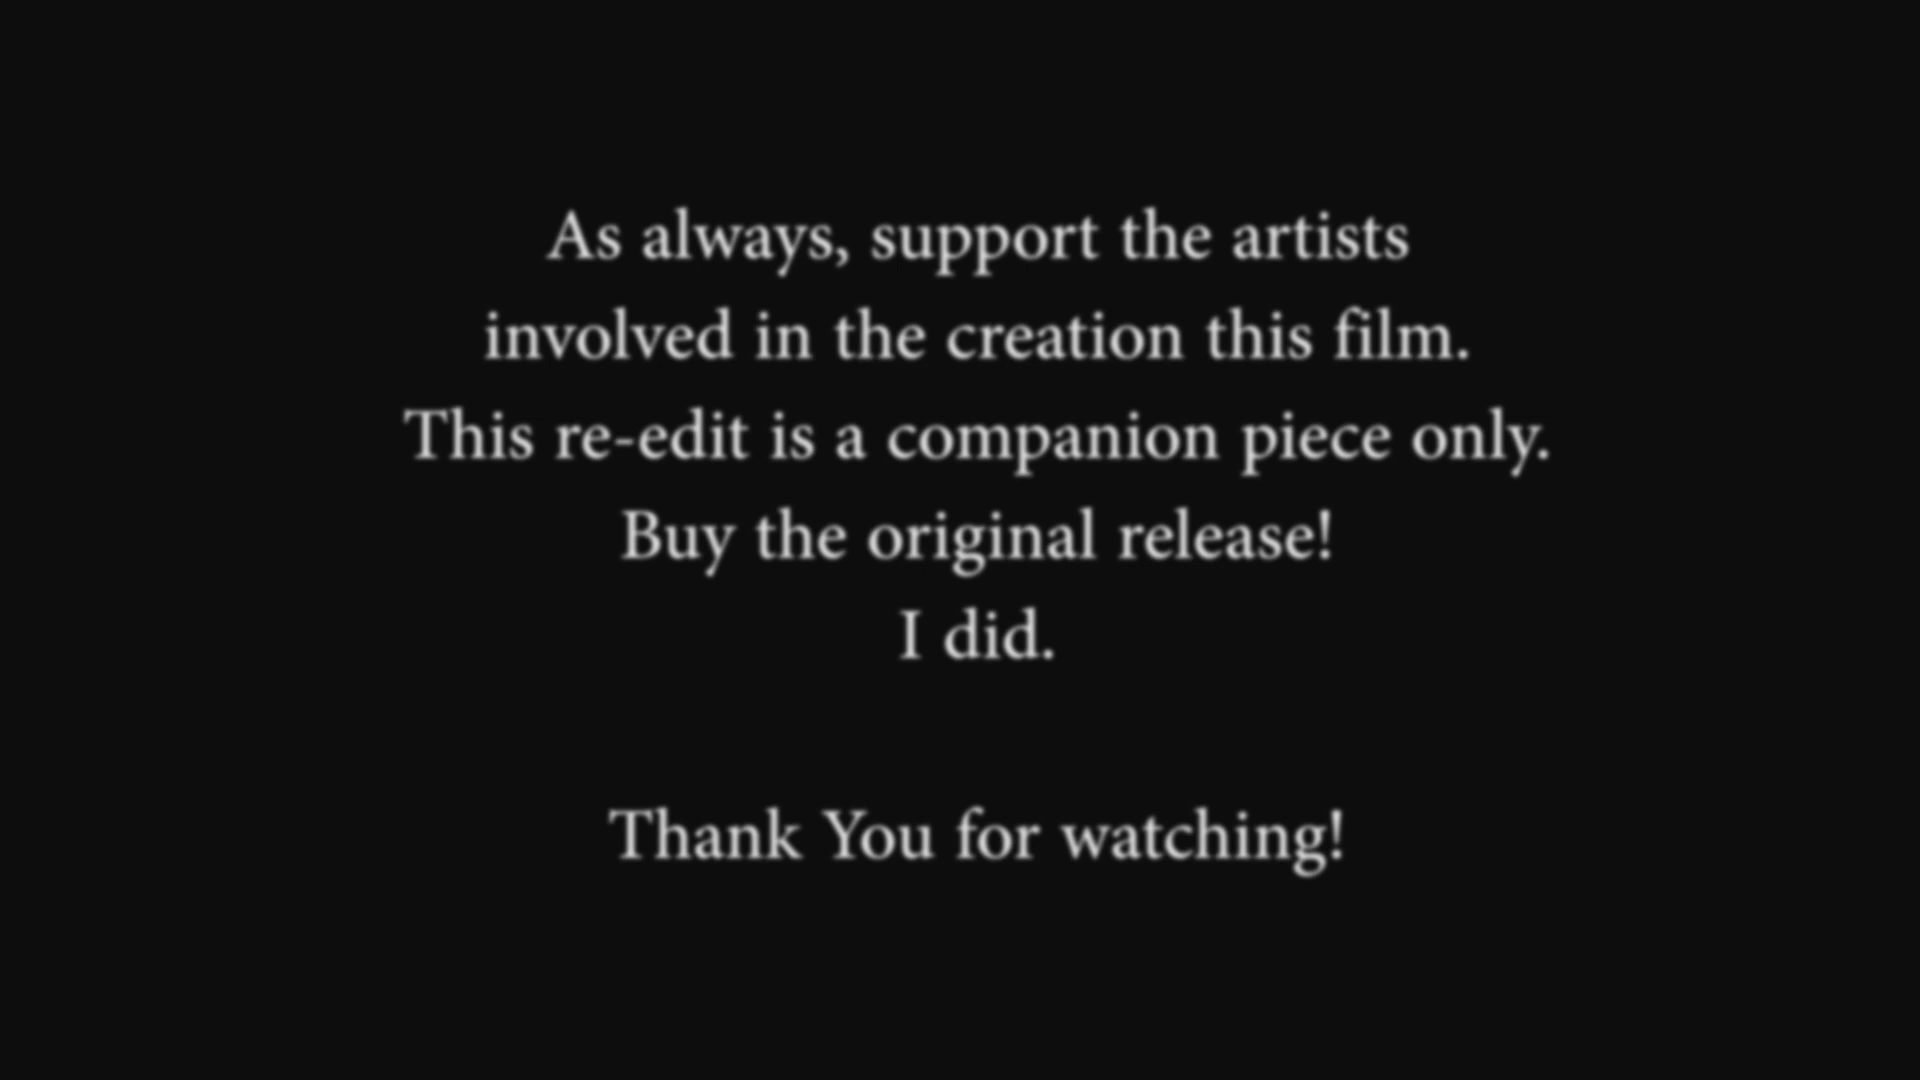 As always, support the artists
involved in the creation this film.
This re-edit is a companion piece only.
Buy the original release!
I did.
Thank You for watching!